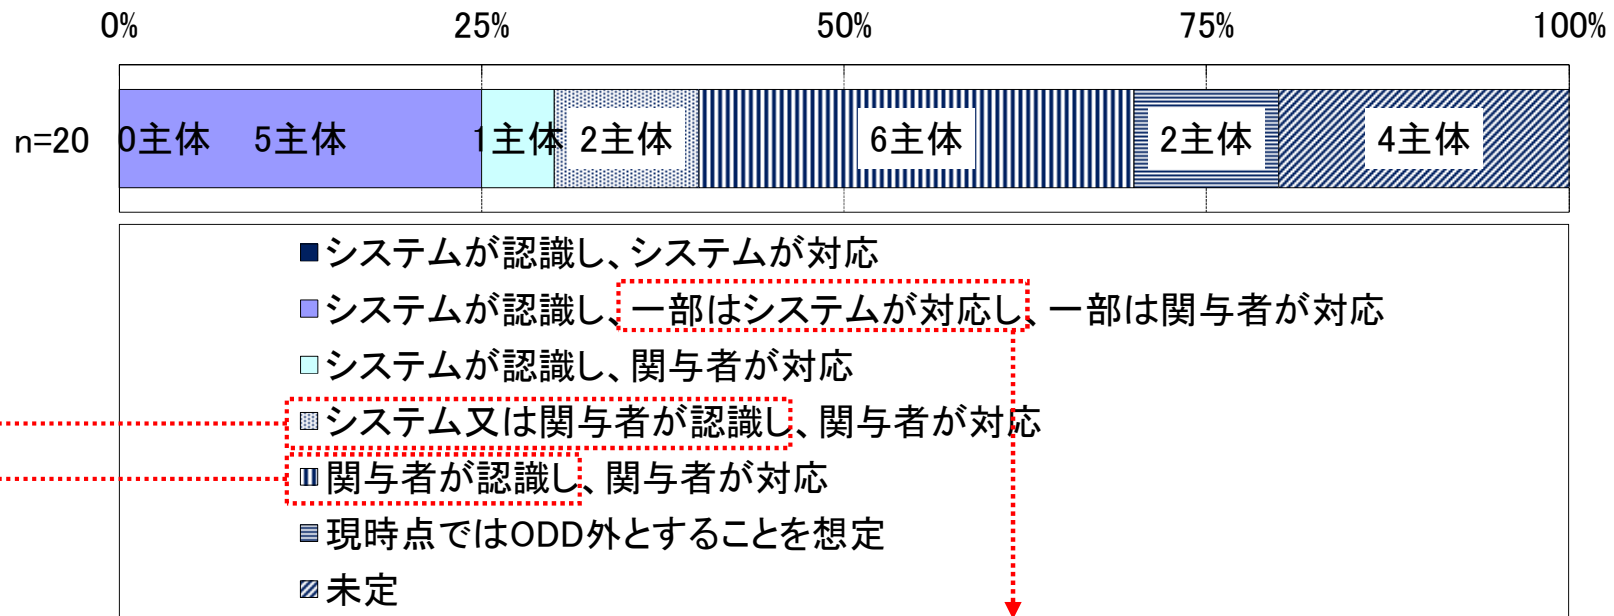 0% 25% 50% 75% 100%
n=20 0主体 5主体 1主体 2主体 6主体 2主体 4主体
システムが認識し、システムが対応
システムが認識し、一部はシステムが対応し、一部は関与者が対応
システムが認識し、関与者が対応
システム又は関与者が認識し、関与者が対応
関与者が認識し、関与者が対応
現時点ではODD外とすることを想定
未定